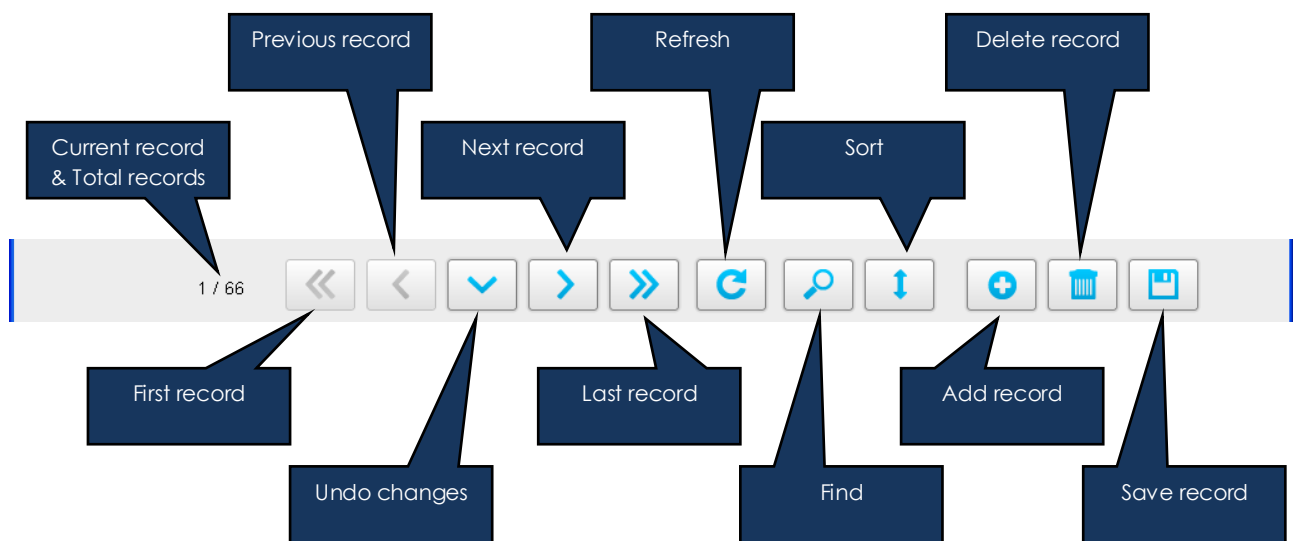 Previous record
Refresh
Delete record
Current record
& Total records
Next record
Sort
1 / 66
First record
Last record
Add record
Undo changes
Find
Save record